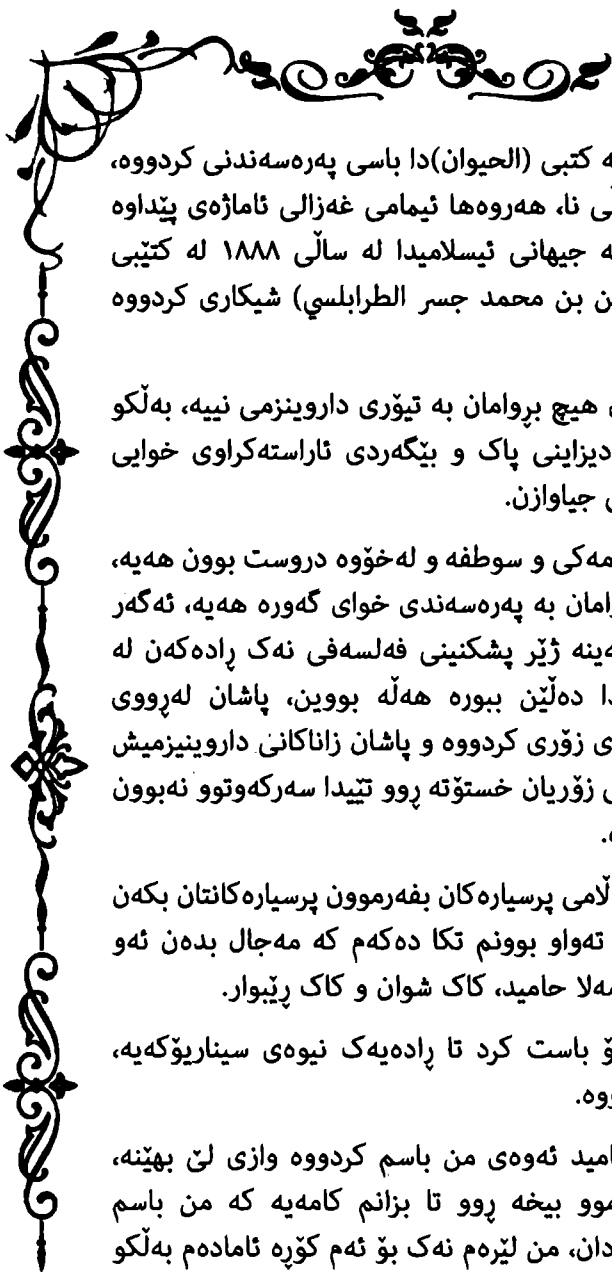 ە کتبی (الحیوان)دا باسی پەرەسەندنی کردووە،
ی نا، هەروەها ئیمامی غەزالی ئاماژەی پێداوە
ە جیهانی ئیسلامیدا لە ساڵی ١٨٨٨ لە کتێبی
ن بن محمد جسر الطرابلسي) شیکاری کردووە
هیچ بڕوامان بە تیۆری داروینزمی نییە، بەڵکو
دیزاینی پاک و بێگەردی ئاراستەکراوی خوایی
جیاوازن.
مەکی و سوطفە و لەخۆوە دروست بوون هەیە،
وامان بە پەرەسەندی خوای گەورە هەیە، ئەگەر
ەینە ژێر پشکنینی فەلسەفی نەک ڕادەکەن لە
دا دەڵێن ببورە هەڵە بووین، پاشان لەڕووی
ی زۆری کردووە و پاشان زاناکانی داروینیزمیش
ی زۆریان خستۆتە ڕوو تێیدا سەرکەوتوو نەبوون
ە.
ڵامی پرسیارەکان بفەرموون پرسیارەکانتان بکەن
تەواو بوونم تکا دەکەم کە مەجال بدەن ئەو
مەلا حامید، کاک شوان و کاک ڕێبوار.
ۆ باست کرد تا ڕادەیەک نیوەی سیناریۆکەیە،
ووە.
امید ئەوەی من باسم کردووە وازی لێ بهێنە،
موو بیخە ڕوو تا بزانم کامەیە کە من باسم
دان، من لێرەم نەک بۆ ئەم کۆڕە ئامادەم بەڵکو